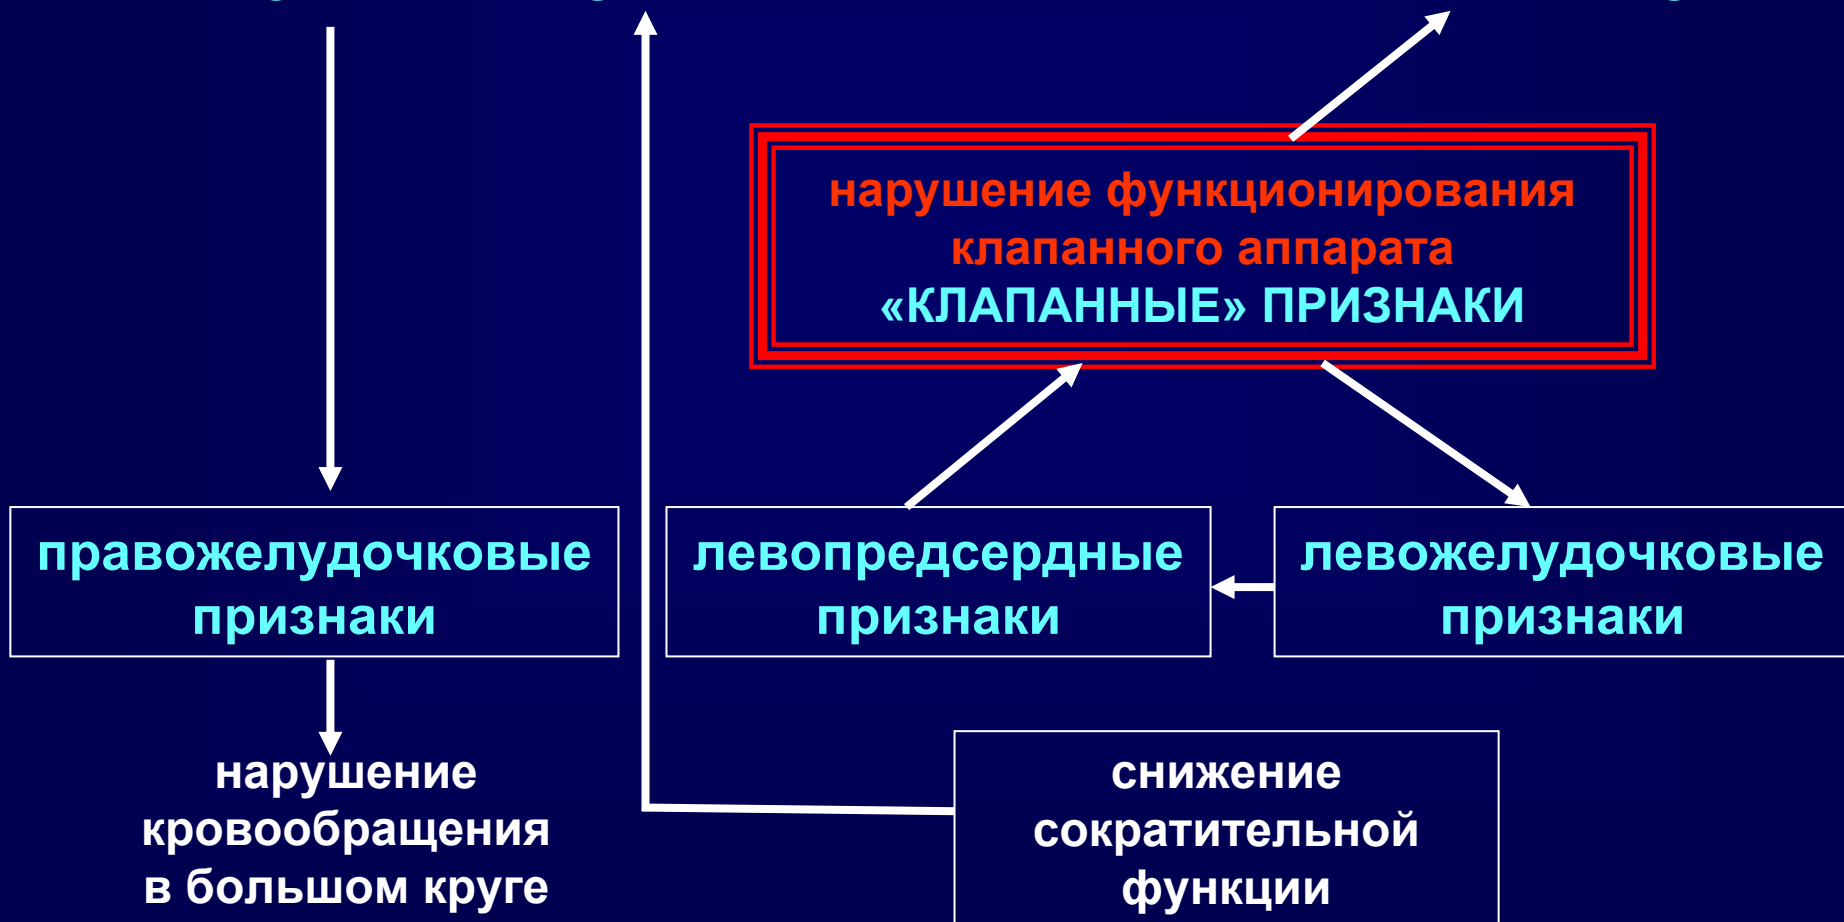 нарушение функционирования
клапанного аппарата
«КЛАПАННЫЕ» ПРИЗНАКИ
правожелудочковые
признаки
левопредсердные
признаки
левожелудочковые
признаки
нарушение
кровообращения
в большом круге
снижение
сократительной
функции